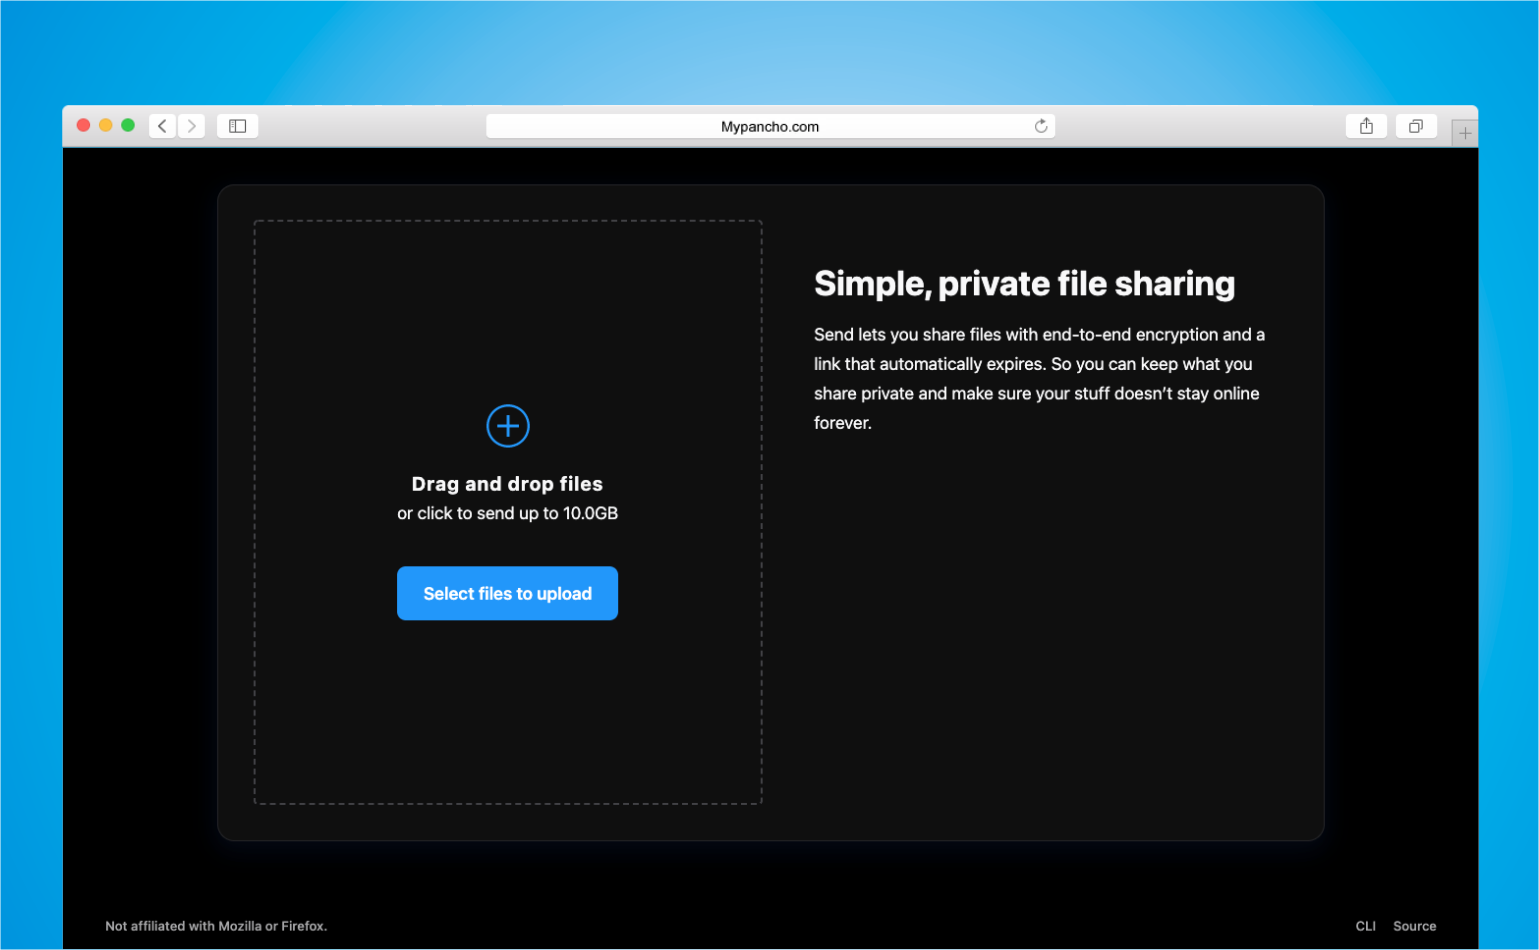 Mypancho.com
Drag and drop files
or click to send up to 10.0GB
Select files to upload
Simple, private file sharing
Send lets you share files with end-to-end encryption and a
link that automatically expires. So you can keep what you
share private and make sure your stuff doesn’t stay online
forever.
Not affiliated with Mozilla or Firefox.
CLI Source